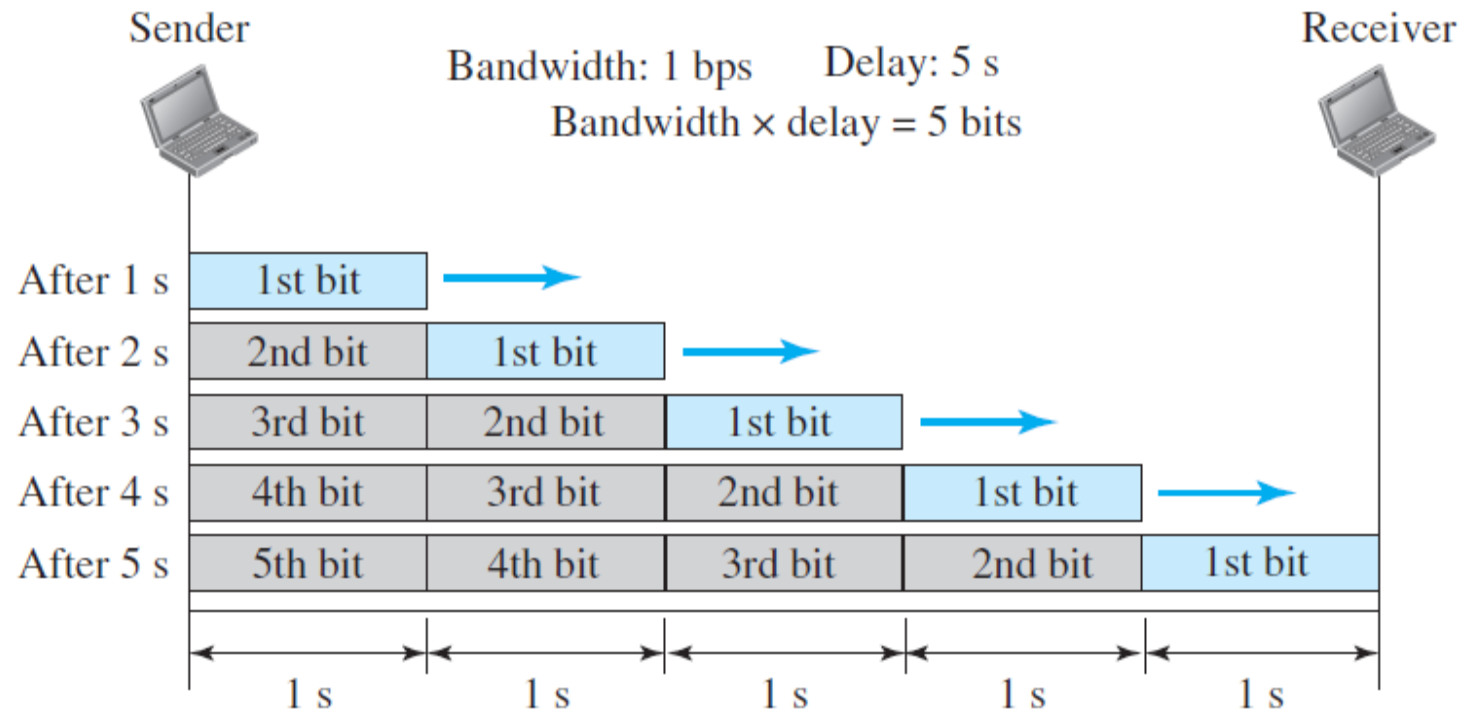 Sender
Receiver
Bandwidth: 1 bps Delay: 5 s
Bandwidth × delay = 5 bits
After 1 s 1st bit
After 2 s 2nd bit 1st bit
After 3 s 3rd bit 2nd bit 1st bit
After 4 s 4th bit 3rd bit 2nd bit 1st bit
After 5 s 5th bit 4th bit 3rd bit 2nd bit 1st bit
1 s 1 s 1 s 1 s 1 s